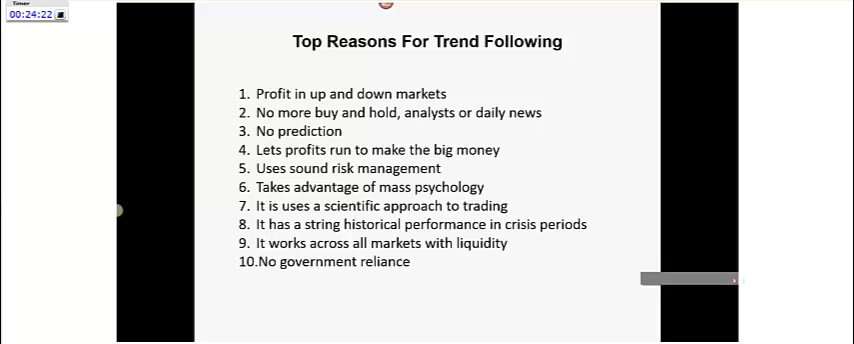 Timer
00:24:22
Top Reasons For Trend Following
1. Profit in up and down markets
2. No more buy and hold, analysts or daily news
3. No prediction
4. Lets profits run to make the big money
5. Uses sound risk management
6. Takes advantage of mass psychology
7. It is uses a scientific approach to trading
8. It has a string historical performance in crisis periods
9. It works across all markets with liquidity
10.No government reliance